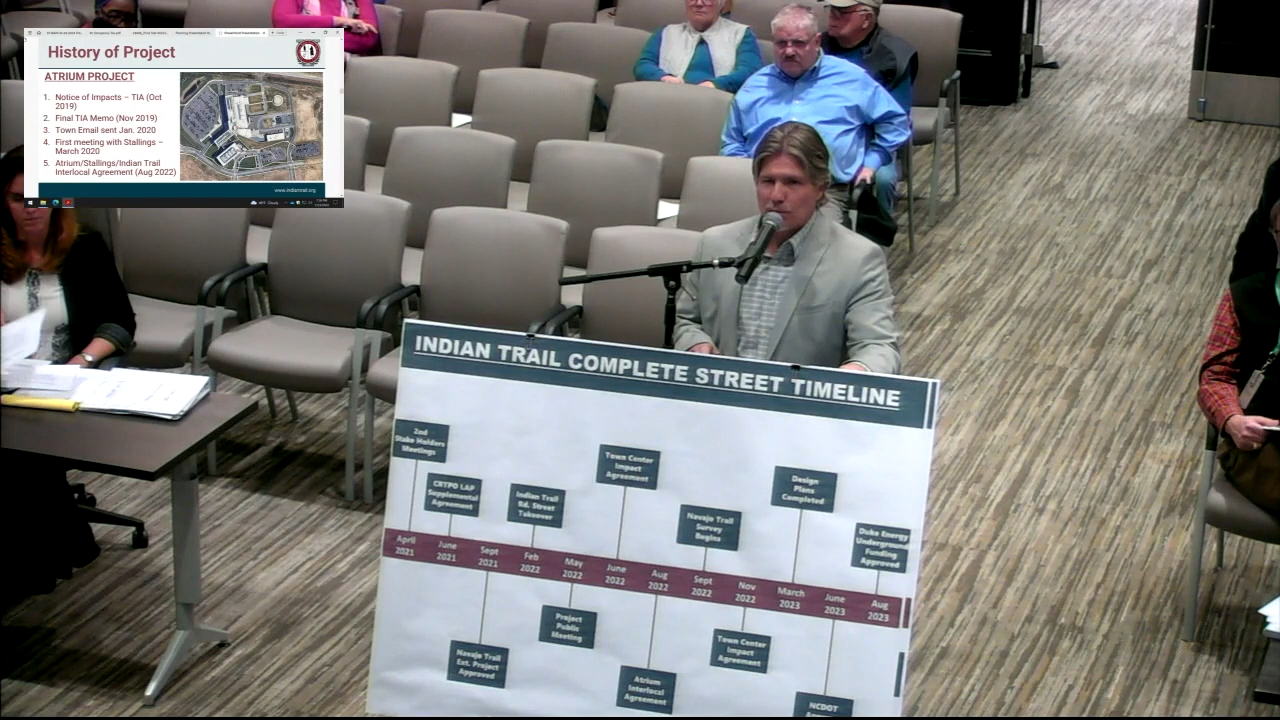 History of Project
ATRIUM PROJECT
1. Notice of Impacts – TIA (Oct
2019)
2. Final TIA Memo (Nov 2019)
3. Town Email sent Jan. 2020
4. First meeting with Stallings –
March 2020
5. Atrium/Stallings/Indian Trail
Interlocal Agreement (Aug 2022)
www.indiantrail.org
INDIAN TRAIL COMPLETE STREET TIMELINE
2nd
Stake Holders
Meetings
CRTPO LAP
Supplemental
Agreement
Indian Trail
Rd. Street
Takeover
Town Center
Impact
Agreement
Navajo Trail
Survey
Begins
Design
Plans
Completed
Duke Energy
Underground
Funding
Approved
April
2021
June
2021
Sept
2021
Feb
2022
May
2022
June
2022
Aug
2022
Sept
2022
Nov
2022
March
2023
June
2023
Aug
2023
Navajo Trail
Ext. Project
Approved
Project
Public
Meeting
Atrium
Interlocal
Agreement
Town Center
Impact
Agreement
NCDOT